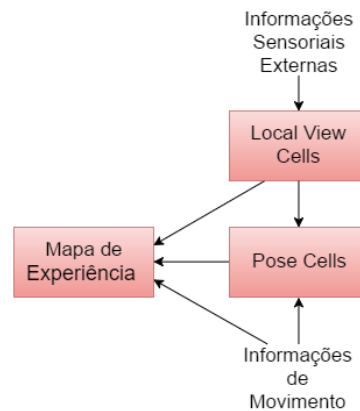 Informações
Sensoriais
Externas
Local View
Cells
Mapa de
Experiência
Pose Cells
Informações
de
Movimento